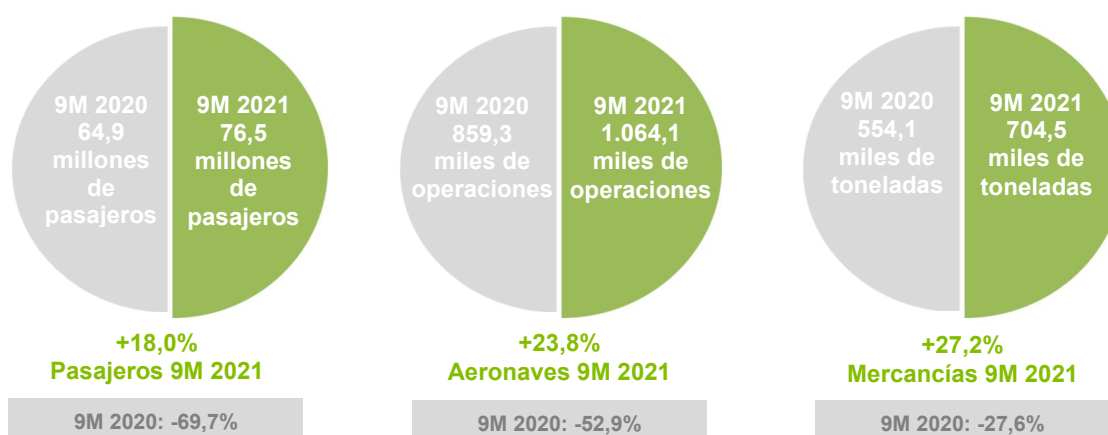 9M 2020
64,9
millones
de
pasajeros
9M 2021
76,5
millones
de
pasajeros
+18,0%
Pasajeros 9M 2021
9M 2020: -69,7%
9M 2020
859,3
miles de
operaciones
9M 2021
1.064,1
miles de
operaciones
+23,8%
Aeronaves 9M 2021
9M 2020: -52,9%
9M 2020
554,1
miles de
toneladas
9M 2021
704,5
miles de
toneladas
+27,2%
Mercancías 9M 2021
9M 2020: -27,6%